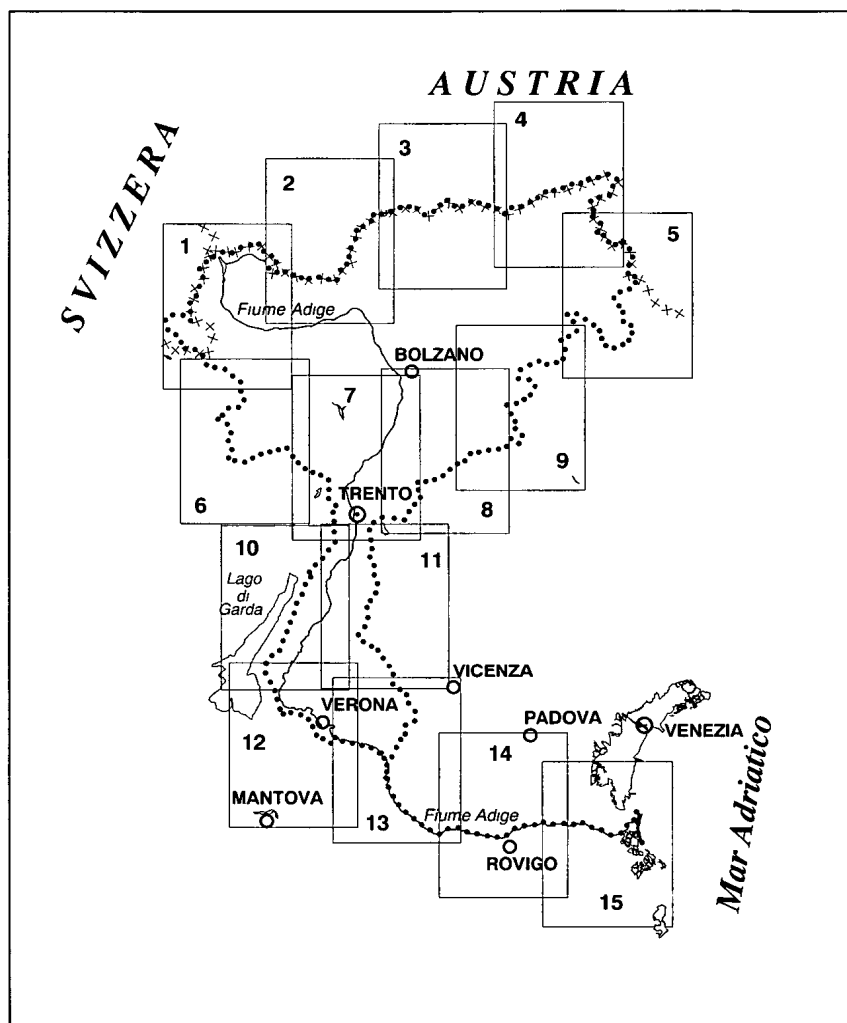 AUSTRIA
SVIZZERA
4
3
2
1
5
Fiume Adige
BOLZANO
7
9
6
TRENTO
8
10
11
Lago
di
Garda
VICENZA
VERONA
PADOVA
VENEZIA
12
14
MANTOVA
13
Fiume Adige
ROVIGO
15
Mar Adriatico